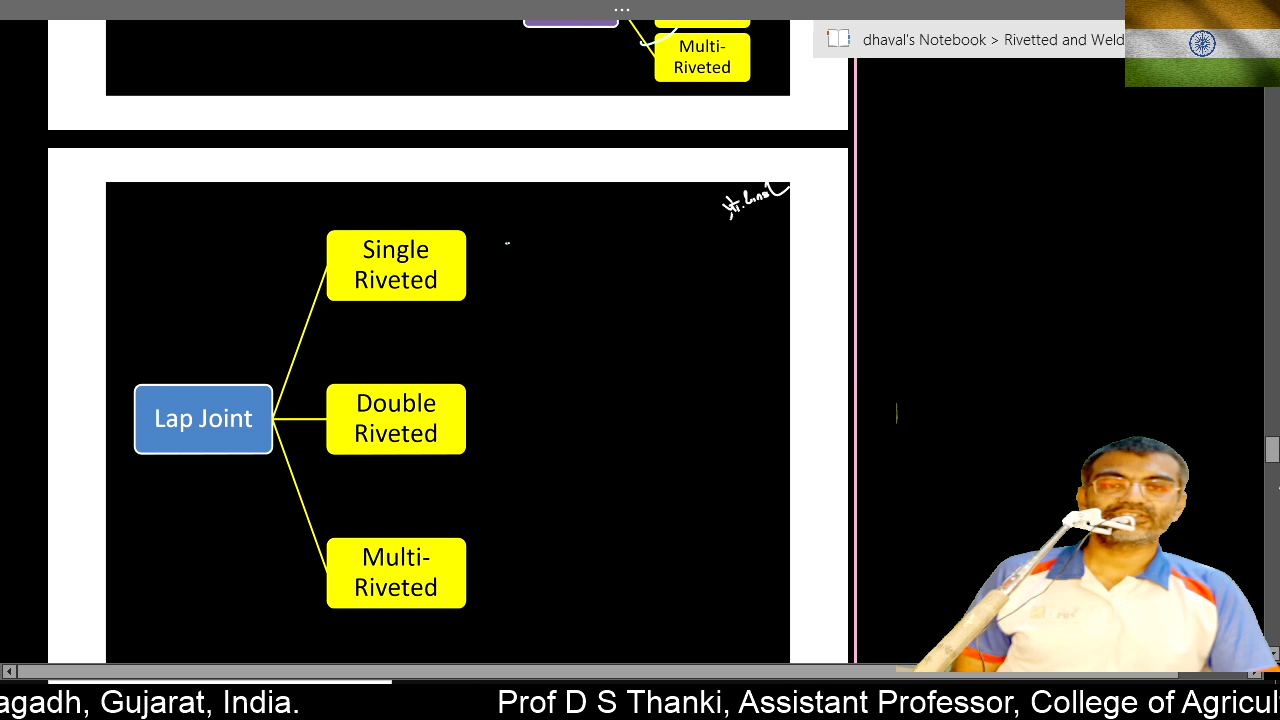 ...
Multi-
Riveted
dhaval's Notebook > Rivetted and Weld
Single
Riveted
Lap Joint
Double
Riveted
Multi-
Riveted
agadh, Gujarat, India.
Prof D S Thanki, Assistant Professor, College of Agricul